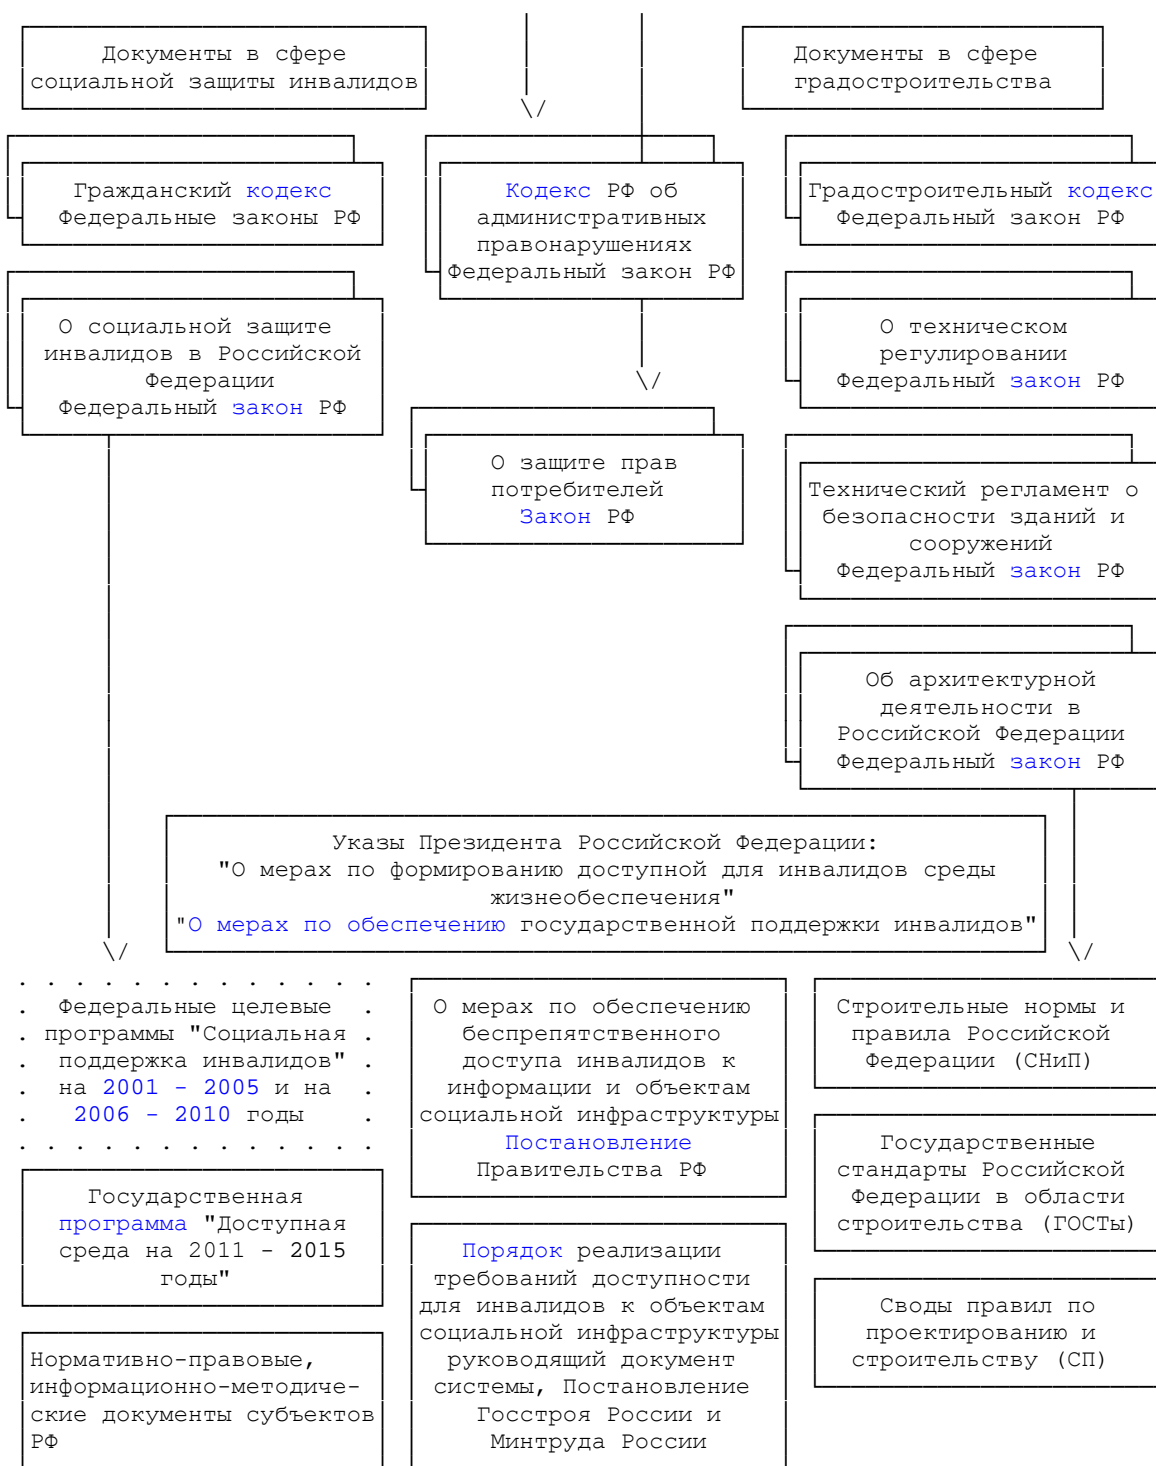 Документы в сфере
социальной защиты инвалидов
Документы в сфере
градостроительства
Гражданский кодекс
Федеральные законы РФ
Кодекс РФ об
административных
правонарушениях
Федеральный закон РФ
Градостроительный кодекс
Федеральный закон РФ
О социальной защите
инвалидов в Российской
Федерации
Федеральный закон РФ
О техническом
регулировании
Федеральный закон РФ
О защите прав
потребителей
Закон РФ
Технический регламент о
безопасности зданий и
сооружений
Федеральный закон РФ
Об архитектурной
деятельности в
Российской Федерации
Федеральный закон РФ
Указы Президента Российской Федерации:
"О мерах по формированию доступной для инвалидов среды
жизнеобеспечения"
"О мерах по обеспечению государственной поддержки инвалидов"
Федеральные целевые
программы "Социальная
поддержка инвалидов"
на 2001 - 2005 и на
2006 - 2010 годы
О мерах по обеспечению
беспрепятственного
доступа инвалидов к
информации и объектам
социальной инфраструктуры
Постановление
Правительства РФ
Строительные нормы и
правила Российской
Федерации (СНиП)
Государственные
стандарты Российской
Федерации в области
строительства (ГОСТы)
Государственная
программа "Доступная
среда на 2011 - 2015
годы"
Порядок реализации
требований доступности
для инвалидов к объектам
социальной инфраструктуры
руководящий документ
системы, Постановление
Госстроя России и
Минтруда России
Своды правил по
проектированию и
строительству (СП)
Нормативно-правовые,
информационно-методиче-
ские документы субъектов
РФ